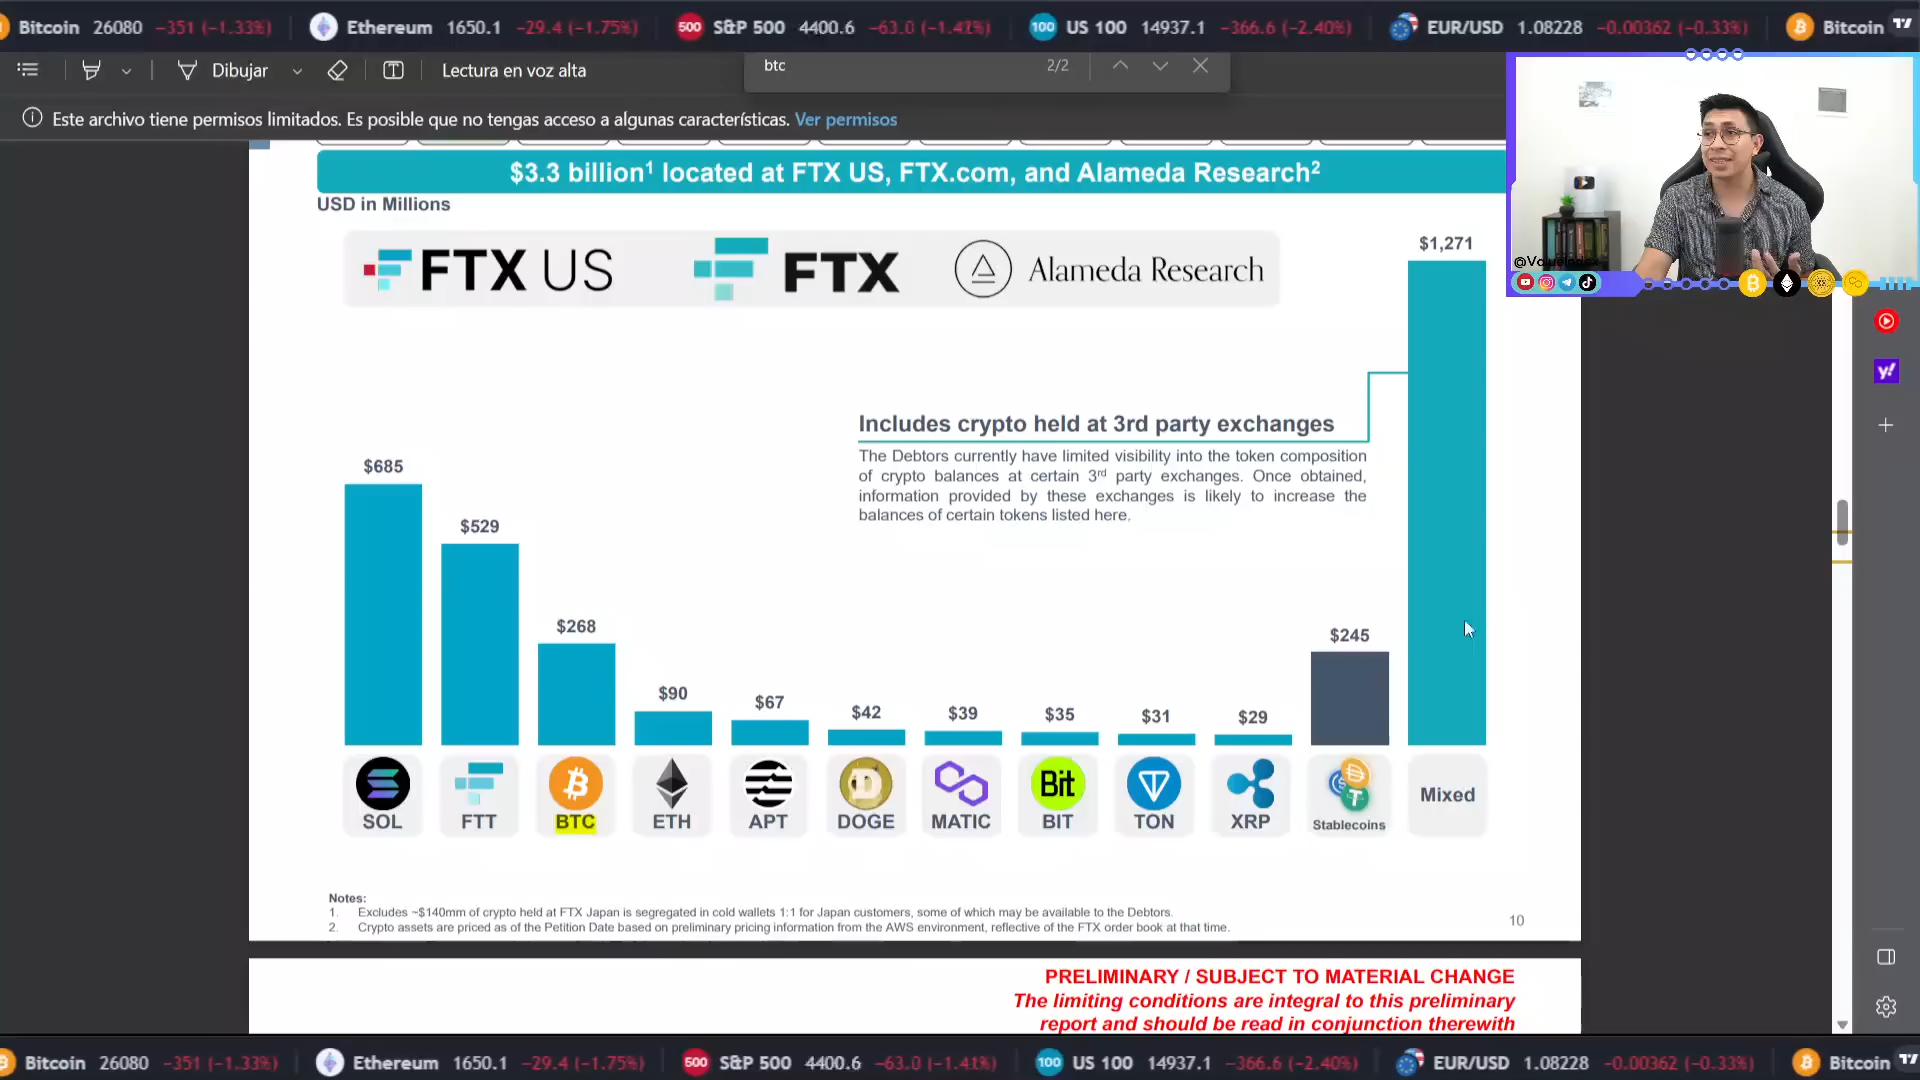 Bitcoin 26080 −351 (−1.33%) Ethereum 1650.1 −29.4 (−1.75%) 500 S&P 500 4400.6 −63.0 (−1.41%) 100 US 100 14937.1 −366.6 (−2.40%) EUR/USD 1.08228 −0.00362 (−0.33%) Bitcoin
Dibujar Lectura en voz alta btc 2/2
Este archivo tiene permisos limitados. Es posible que no tengas acceso a algunas características. Ver permisos
$3.3 billion1 located at FTX US, FTX.com, and Alameda Research2
USD in Millions
FTX US FTX Alameda Research
$1,271
Includes crypto held at 3rd party exchanges
The Debtors currently have limited visibility into the token composition
of crypto balances at certain 3rd party exchanges. Once obtained,
information provided by these exchanges is likely to increase the
balances of certain tokens listed here.
$685
$529
$268
$90
$67
$42
$39
$35
$31
$29
$245
Bit
SOL FTT BTC ETH APT DOGE MATIC BIT TON XRP Stablecoins Mixed
Notes:
1. Excludes ~$140mm of crypto held at FTX Japan is segregated in cold wallets 1:1 for Japan customers, some of which may be available to the Debtors.
2. Crypto assets are priced as of the Petition Date based on preliminary pricing information from the AWS environment, reflective of the FTX order book at that time.
10
PRELIMINARY / SUBJECT TO MATERIAL CHANGE
The limiting conditions are integral to this preliminary
report and should be read in conjunction therewith
Bitcoin 26080 −351 (−1.33%) Ethereum 1650.1 −29.4 (−1.75%) 500 S&P 500 4400.6 −63.0 (−1.41%) 100 US 100 14937.1 −366.6 (−2.40%) EUR/USD 1.08228 −0.00362 (−0.33%) Bitcoin